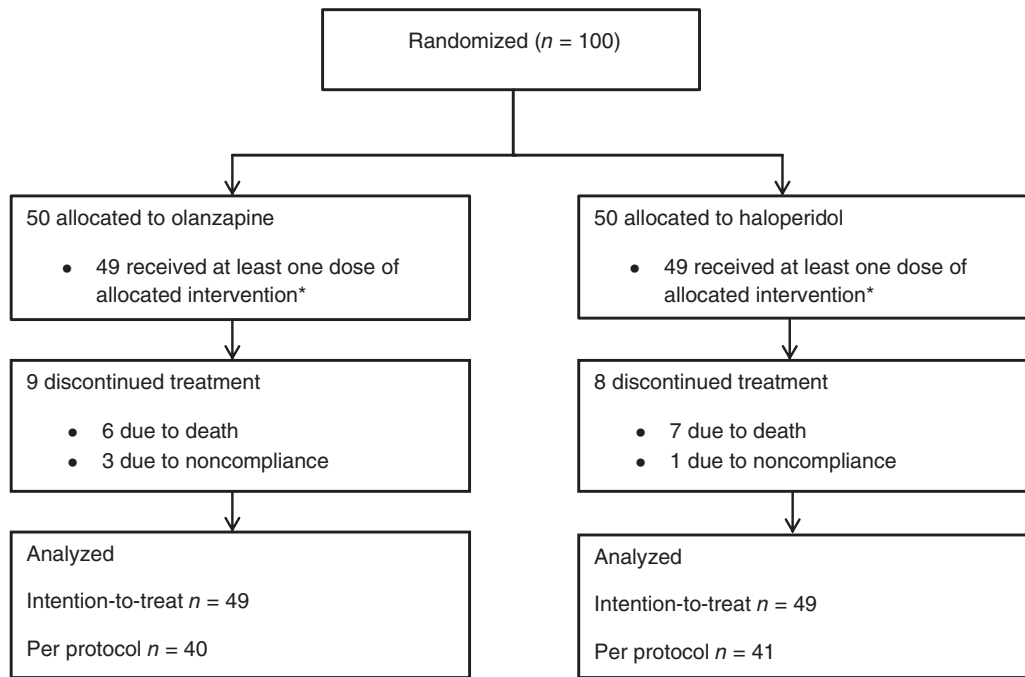 Randomized (n = 100)
50 allocated to olanzapine
• 49 received at least one dose of
allocated intervention*
50 allocated to haloperidol
• 49 received at least one dose of
allocated intervention*
9 discontinued treatment
• 6 due to death
• 3 due to noncompliance
8 discontinued treatment
• 7 due to death
• 1 due to noncompliance
Analyzed
Intention-to-treat n = 49
Per protocol n = 40
Analyzed
Intention-to-treat n = 49
Per protocol n = 41